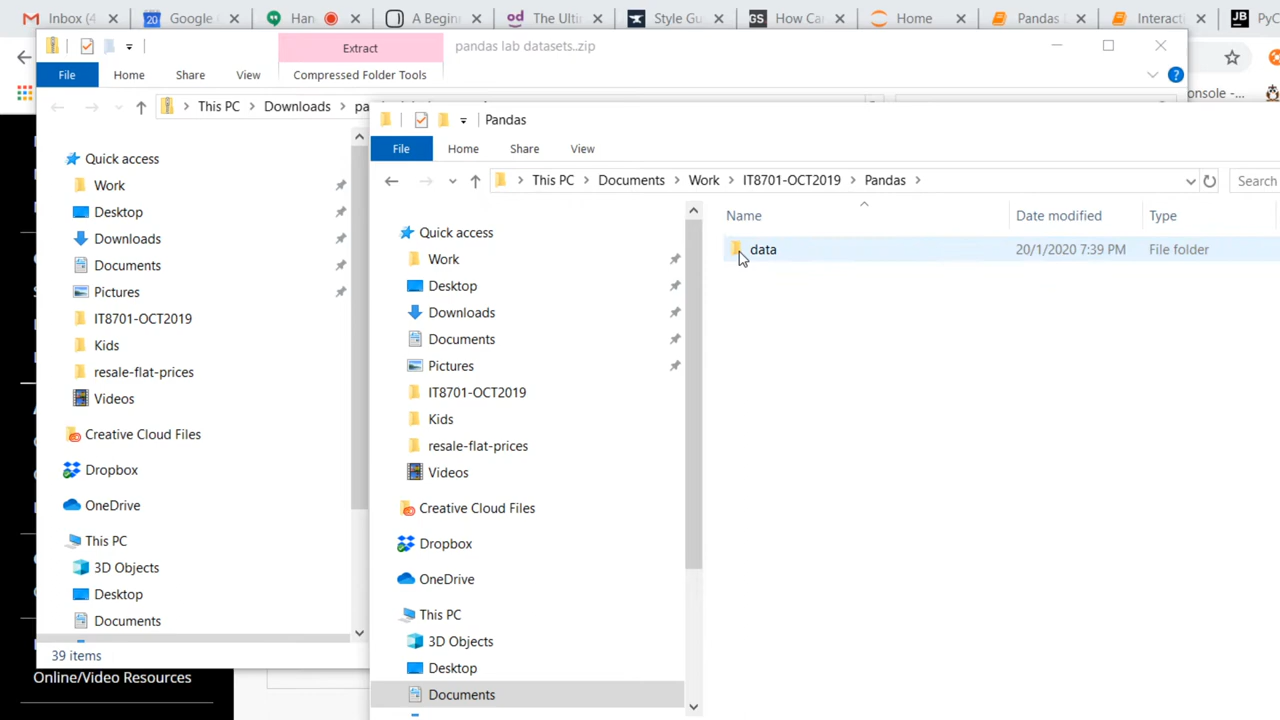 Inbox (4
Google
Han
A Begin
The Ulti
Style Gu
How Ca
Home
Pandas
Interacti
PyC
Extract
pandas lab datasets..zip
File
Home
Share
View
Compressed Folder Tools
onsole -...
This PC
Downloads
pa
Pandas
Quick access
Work
Desktop
Downloads
Documents
Pictures
IT8701-OCT2019
Kids
resale-flat-prices
Videos
Creative Cloud Files
Dropbox
OneDrive
This PC
3D Objects
Desktop
Documents
39 items
Online/Video Resources
File
Home
Share
View
This PC
Documents
Work
IT8701-OCT2019
Pandas
Search
Quick access
Work
Desktop
Downloads
Documents
Pictures
IT8701-OCT2019
Kids
resale-flat-prices
Videos
Creative Cloud Files
Dropbox
OneDrive
This PC
3D Objects
Desktop
Documents
Name
Date modified
Type
data
20/1/2020 7:39 PM
File folder